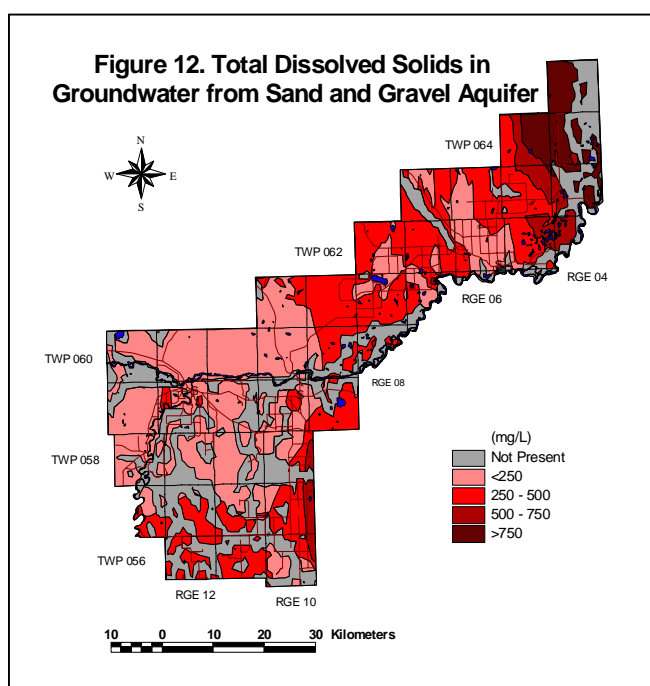 Figure 12. Total Dissolved Solids in
Groundwater from Sand and Gravel Aquifer
N
W E
S
TWP 064
TWP 062
RGE 04
RGE 06
TWP 060
RGE 08
TWP 058
(mg/L)
Not Present
<250
250 - 500
500 - 750
>750
TWP 056
RGE 12
RGE 10
10 0 10 20 30 Kilometers